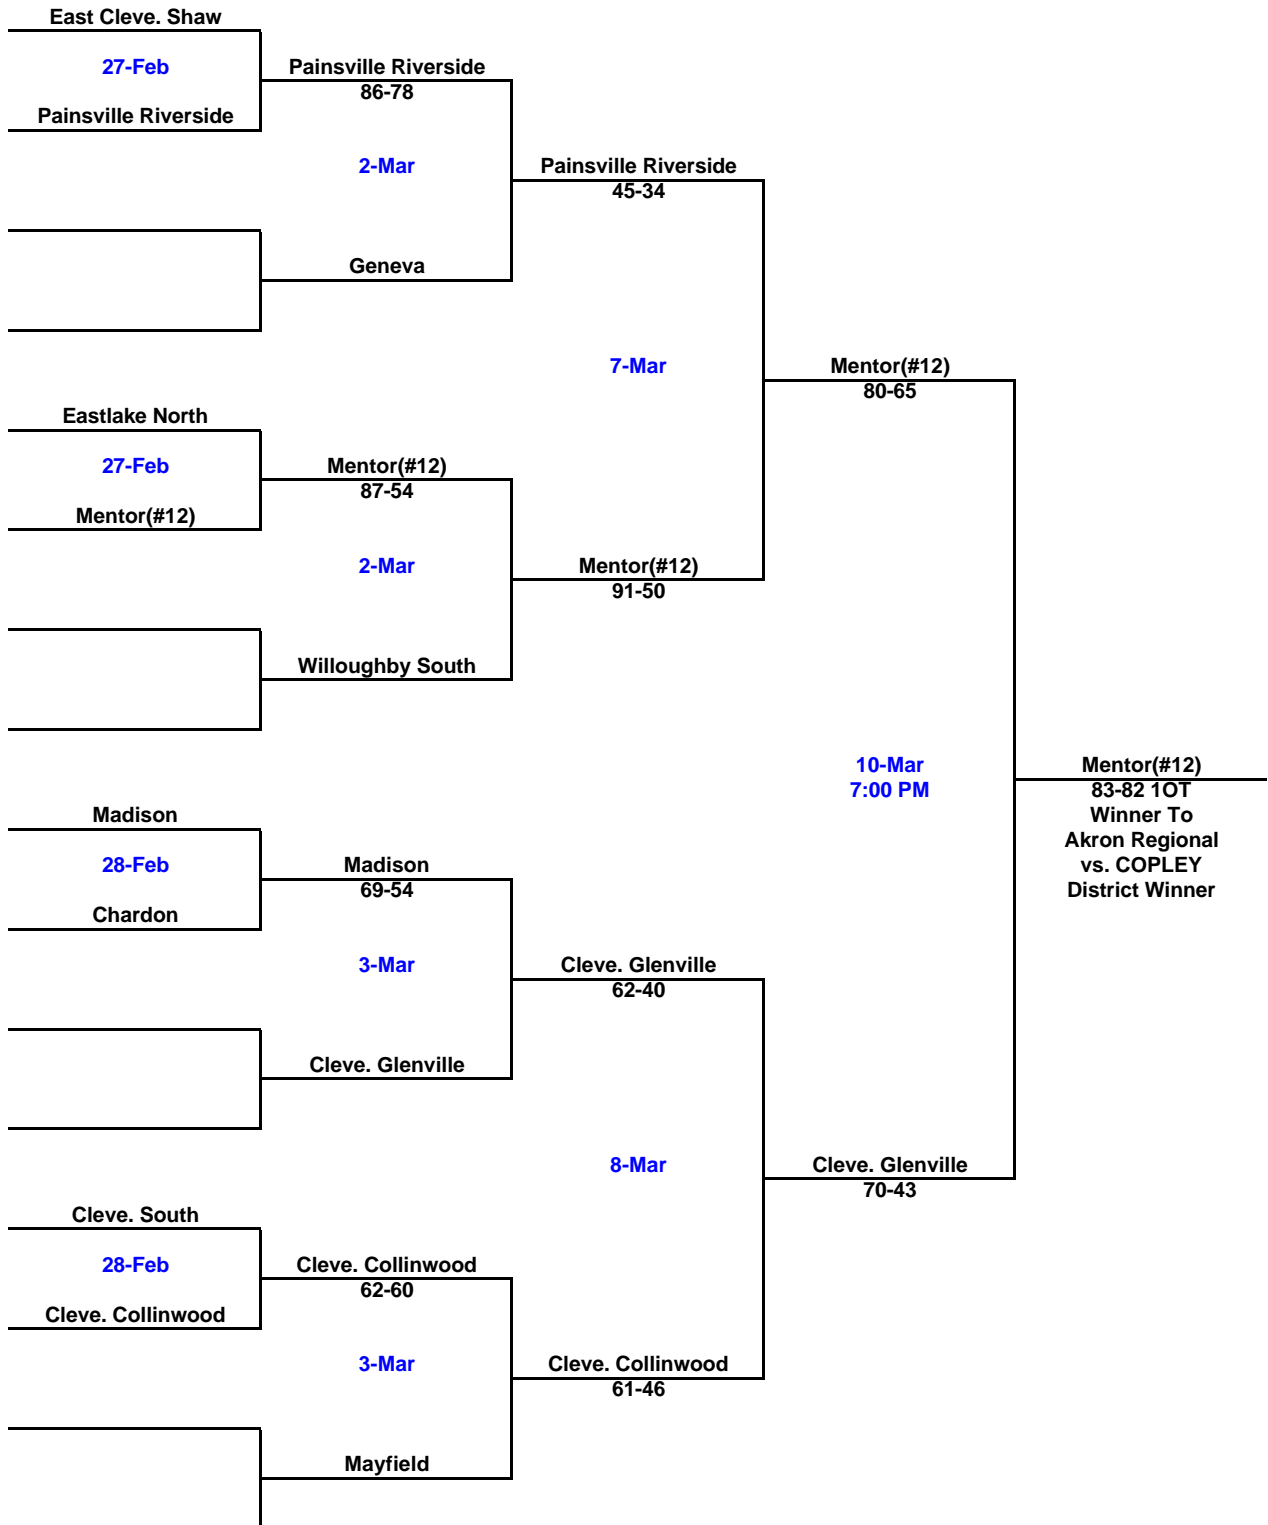 East Cleve. Shaw
27-Feb
Painsville Riverside
86-78
Painsville Riverside
2-Mar
Painsville Riverside
45-34
Geneva
7-Mar
Mentor(#12)
80-65
Eastlake North
27-Feb
Mentor(#12)
87-54
Mentor(#12)
2-Mar
Mentor(#12)
91-50
Willoughby South
10-Mar
7:00 PM
Mentor(#12)
83-82 1OT
Winner To
Akron Regional
vs. COPLEY
District Winner
Madison
28-Feb
Madison
69-54
Chardon
3-Mar
Cleve. Glenville
62-40
Cleve. Glenville
8-Mar
Cleve. Glenville
70-43
Cleve. South
28-Feb
Cleve. Collinwood
62-60
Cleve. Collinwood
3-Mar
Cleve. Collinwood
61-46
Mayfield